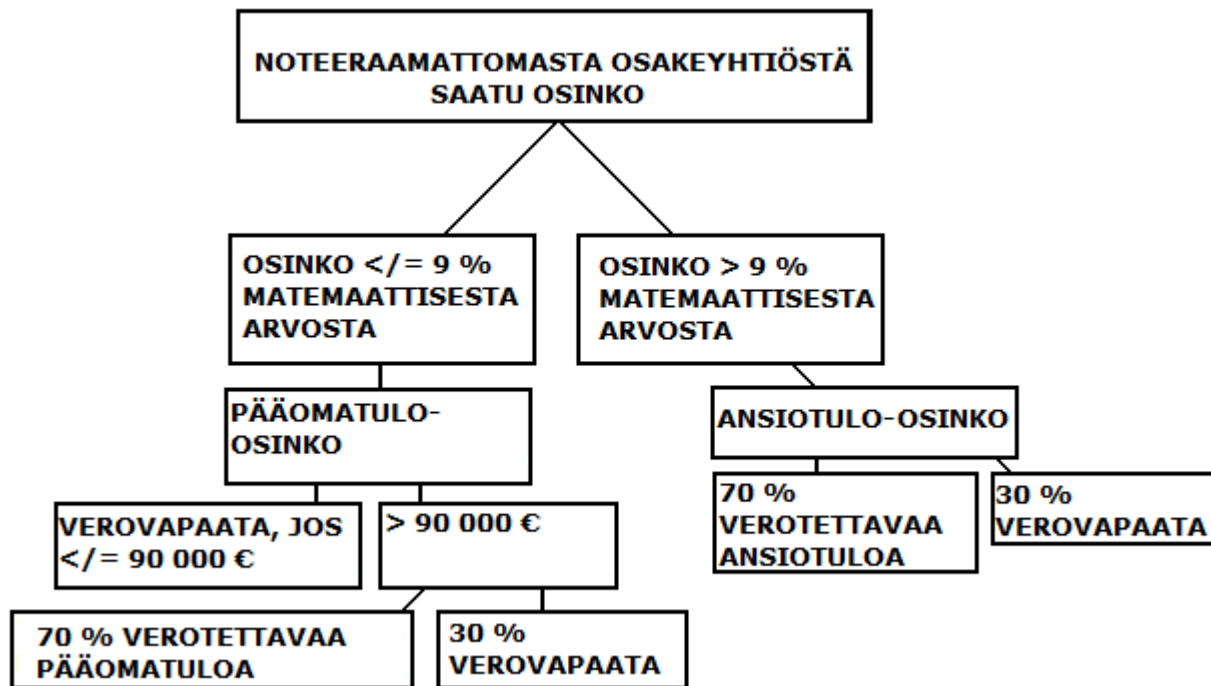 NOTEERAAMATTOMASTA OSAKEYHTIÖSTÄ
SAATU OSINKO
OSINKO </= 9 %
MATEMAATTISESTA
ARVOSTA
OSINKO > 9 %
MATEMAATTISESTA
ARVOSTA
PÄÄOMATULO-
OSINKO
ANSIOTULO-OSINKO
VEROVAPAATA, JOS
</= 90 000 €
> 90 000 €
70 %
VEROTETTAVAA
ANSIOTULOA
30 %
VEROVAPAATA
70 % VEROTETTAVAA
PÄÄOMATULOA
30 %
VEROVAPAATA